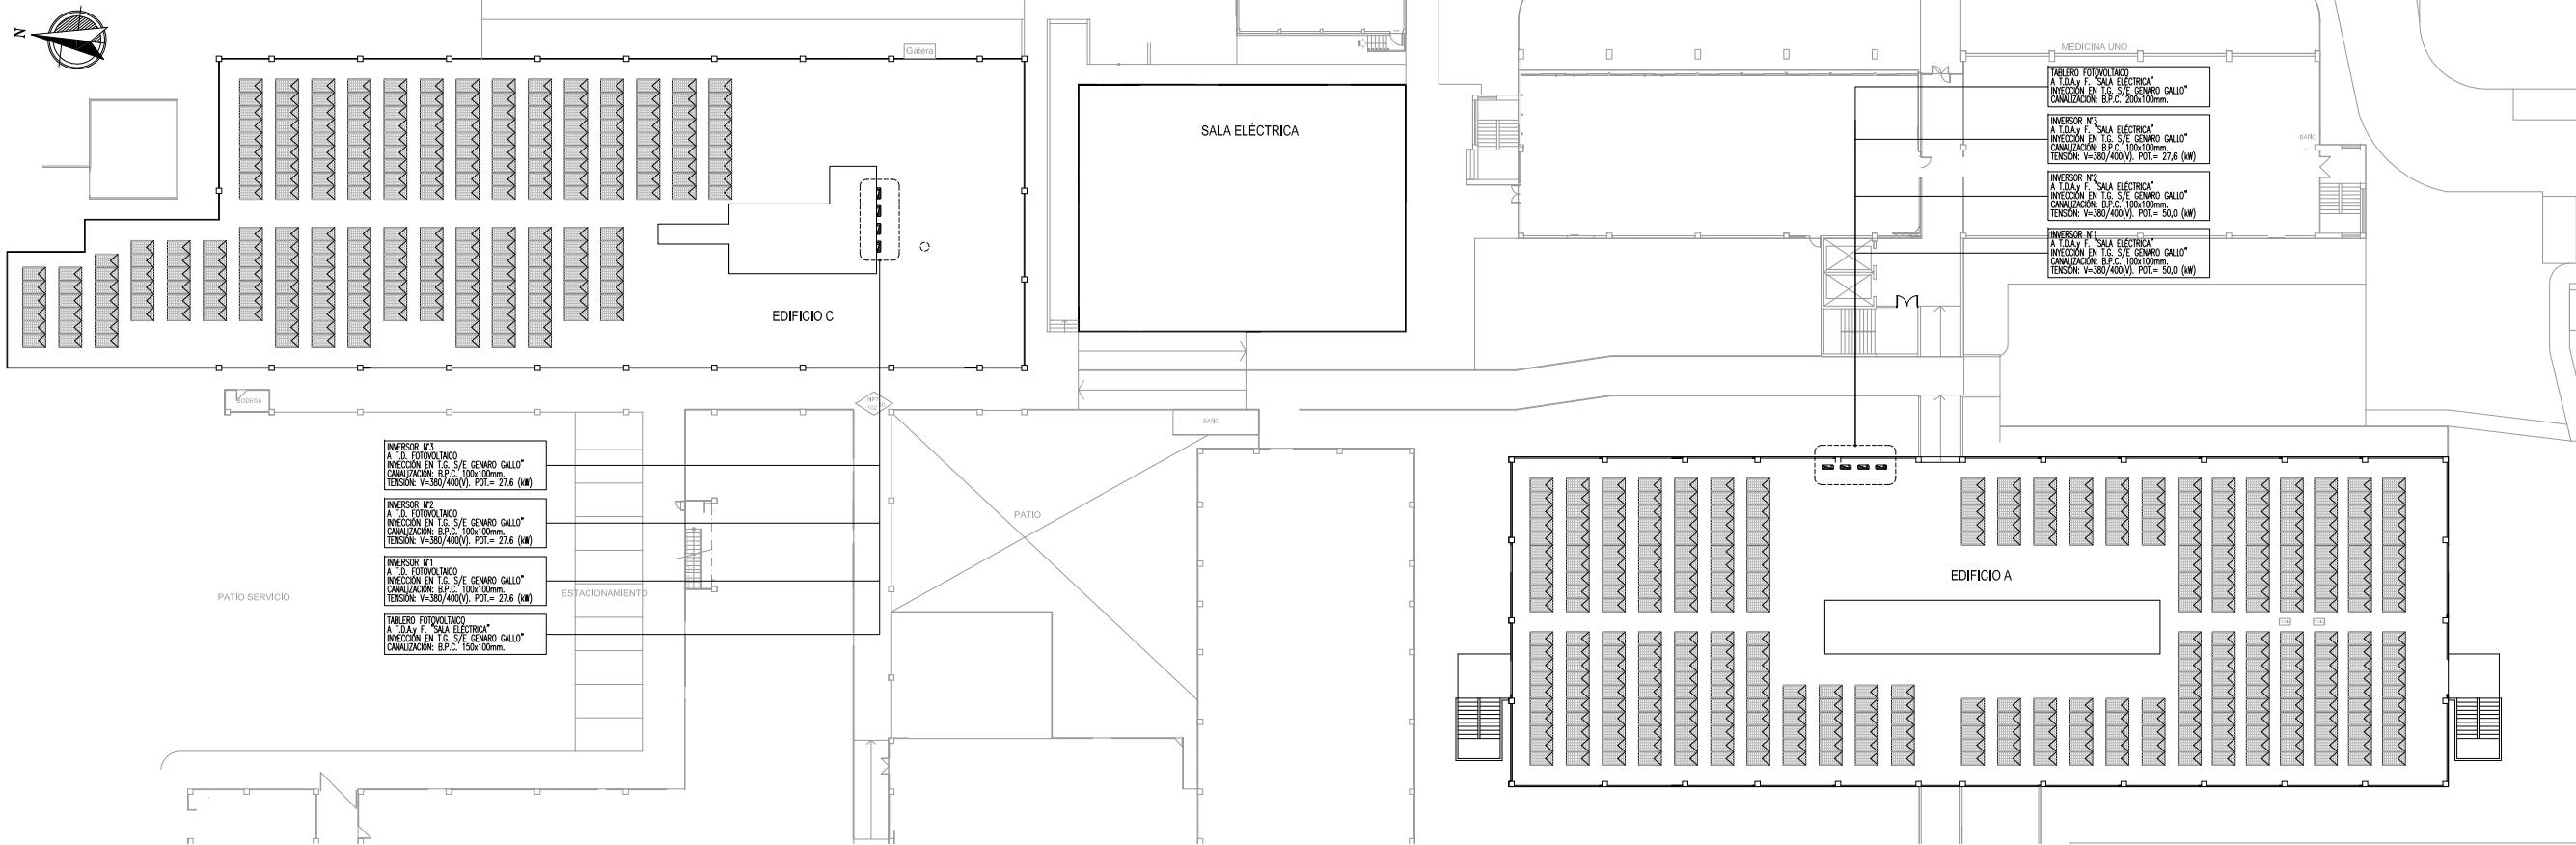 N
Gatera
MEDICINA UNO
TABLERO FOTOVOLTAICO
A T.D.A.y F. "SALA ELÉCTRICA"
INYECCIÓN EN T.G. S/E GENARO GALLO"
CANALIZACIÓN: B.P.C. 200x100mm.
SALA ELÉCTRICA
INVERSOR N°3
A T.D.A.y F. "SALA ELÉCTRICA"
INYECCIÓN EN T.G. S/E GENARO GALLO"
CANALIZACIÓN: B.P.C. 100x100mm.
TENSIÓN: V=380/400(V). POT.= 27,6 (kW)
BAÑO
INVERSOR N°2
A T.D.A.y F. "SALA ELÉCTRICA"
INYECCIÓN EN T.G. S/E GENARO GALLO"
CANALIZACIÓN: B.P.C. 100x100mm.
TENSIÓN: V=380/400(V). POT.= 50,0 (kW)
INVERSOR N°1
A T.D.A.y F. "SALA ELÉCTRICA"
INYECCIÓN EN T.G. S/E GENARO GALLO"
CANALIZACIÓN: B.P.C. 100x100mm.
TENSIÓN: V=380/400(V). POT.= 50,0 (kW)
EDIFICIO C
BODEGA
BAÑO
INVERSOR N°3
A T.D. FOTOVOLTAICO
INYECCIÓN EN T.G. S/E GENARO GALLO"
CANALIZACIÓN: B.P.C. 100x100mm.
TENSIÓN: V=380/400(V). POT.= 27.6 (kW)
INVERSOR N°2
A T.D. FOTOVOLTAICO
INYECCIÓN EN T.G. S/E GENARO GALLO"
CANALIZACIÓN: B.P.C. 100x100mm.
TENSIÓN: V=380/400(V). POT.= 27.6 (kW)
PATIO
INVERSOR N°1
A T.D. FOTOVOLTAICO
INYECCIÓN EN T.G. S/E GENARO GALLO"
CANALIZACIÓN: B.P.C. 100x100mm.
TENSIÓN: V=380/400(V). POT.= 27.6 (kW)
EDIFICIO A
PATIO SERVICIO
ESTACIONAMIENTO
TABLERO FOTOVOLTAICO
A T.D.A.y F. "SALA ELÉCTRICA"
INYECCIÓN EN T.G. S/E GENARO GALLO"
CANALIZACIÓN: B.P.C. 150x100mm.